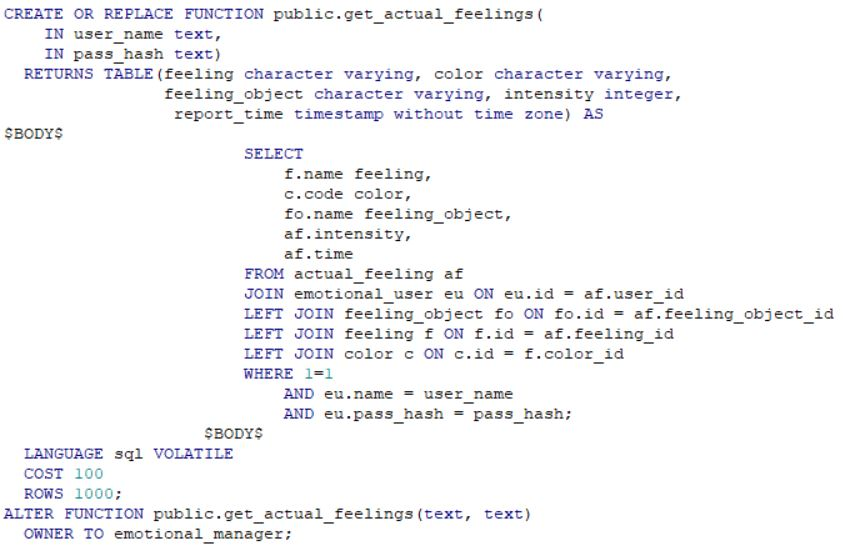 CREATE OR REPLACE FUNCTION public.get_actual_feelings(
    IN user_name text,
    IN pass_hash text)
  RETURNS TABLE(feeling character varying, color character varying,
                feeling_object character varying, intensity integer,
                 report_time timestamp without time zone) AS
$BODY$
                        SELECT
                            f.name feeling,
                            c.code color,
                            fo.name feeling_object,
                            af.intensity,
                            af.time
                        FROM actual_feeling af
                        JOIN emotional_user eu ON eu.id = af.user_id
                        LEFT JOIN feeling_object fo ON fo.id = af.feeling_object_id
                        LEFT JOIN feeling f ON f.id = af.feeling_id
                        LEFT JOIN color c ON c.id = f.color_id
                        WHERE 1=1
                            AND eu.name = user_name
                            AND eu.pass_hash = pass_hash;
                    $BODY$
  LANGUAGE sql VOLATILE
  COST 100
  ROWS 1000;
ALTER FUNCTION public.get_actual_feelings(text, text)
  OWNER TO emotional_manager;